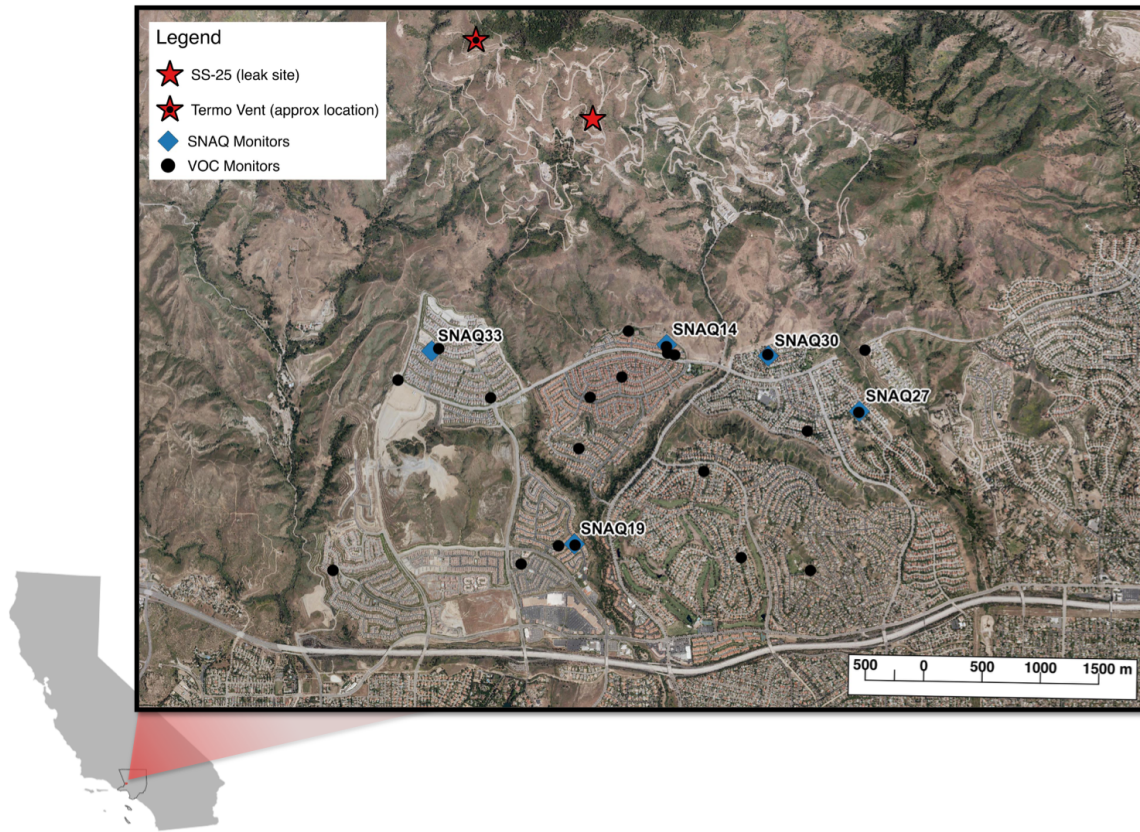 Legend
SS-25 (leak site)
Termo Vent (approx location)
SNAQ Monitors
VOC Monitors
SNAQ33
SNAQ14
SNAQ30
SNAQ27
SNAQ19
500 0 500 1000 1500 m